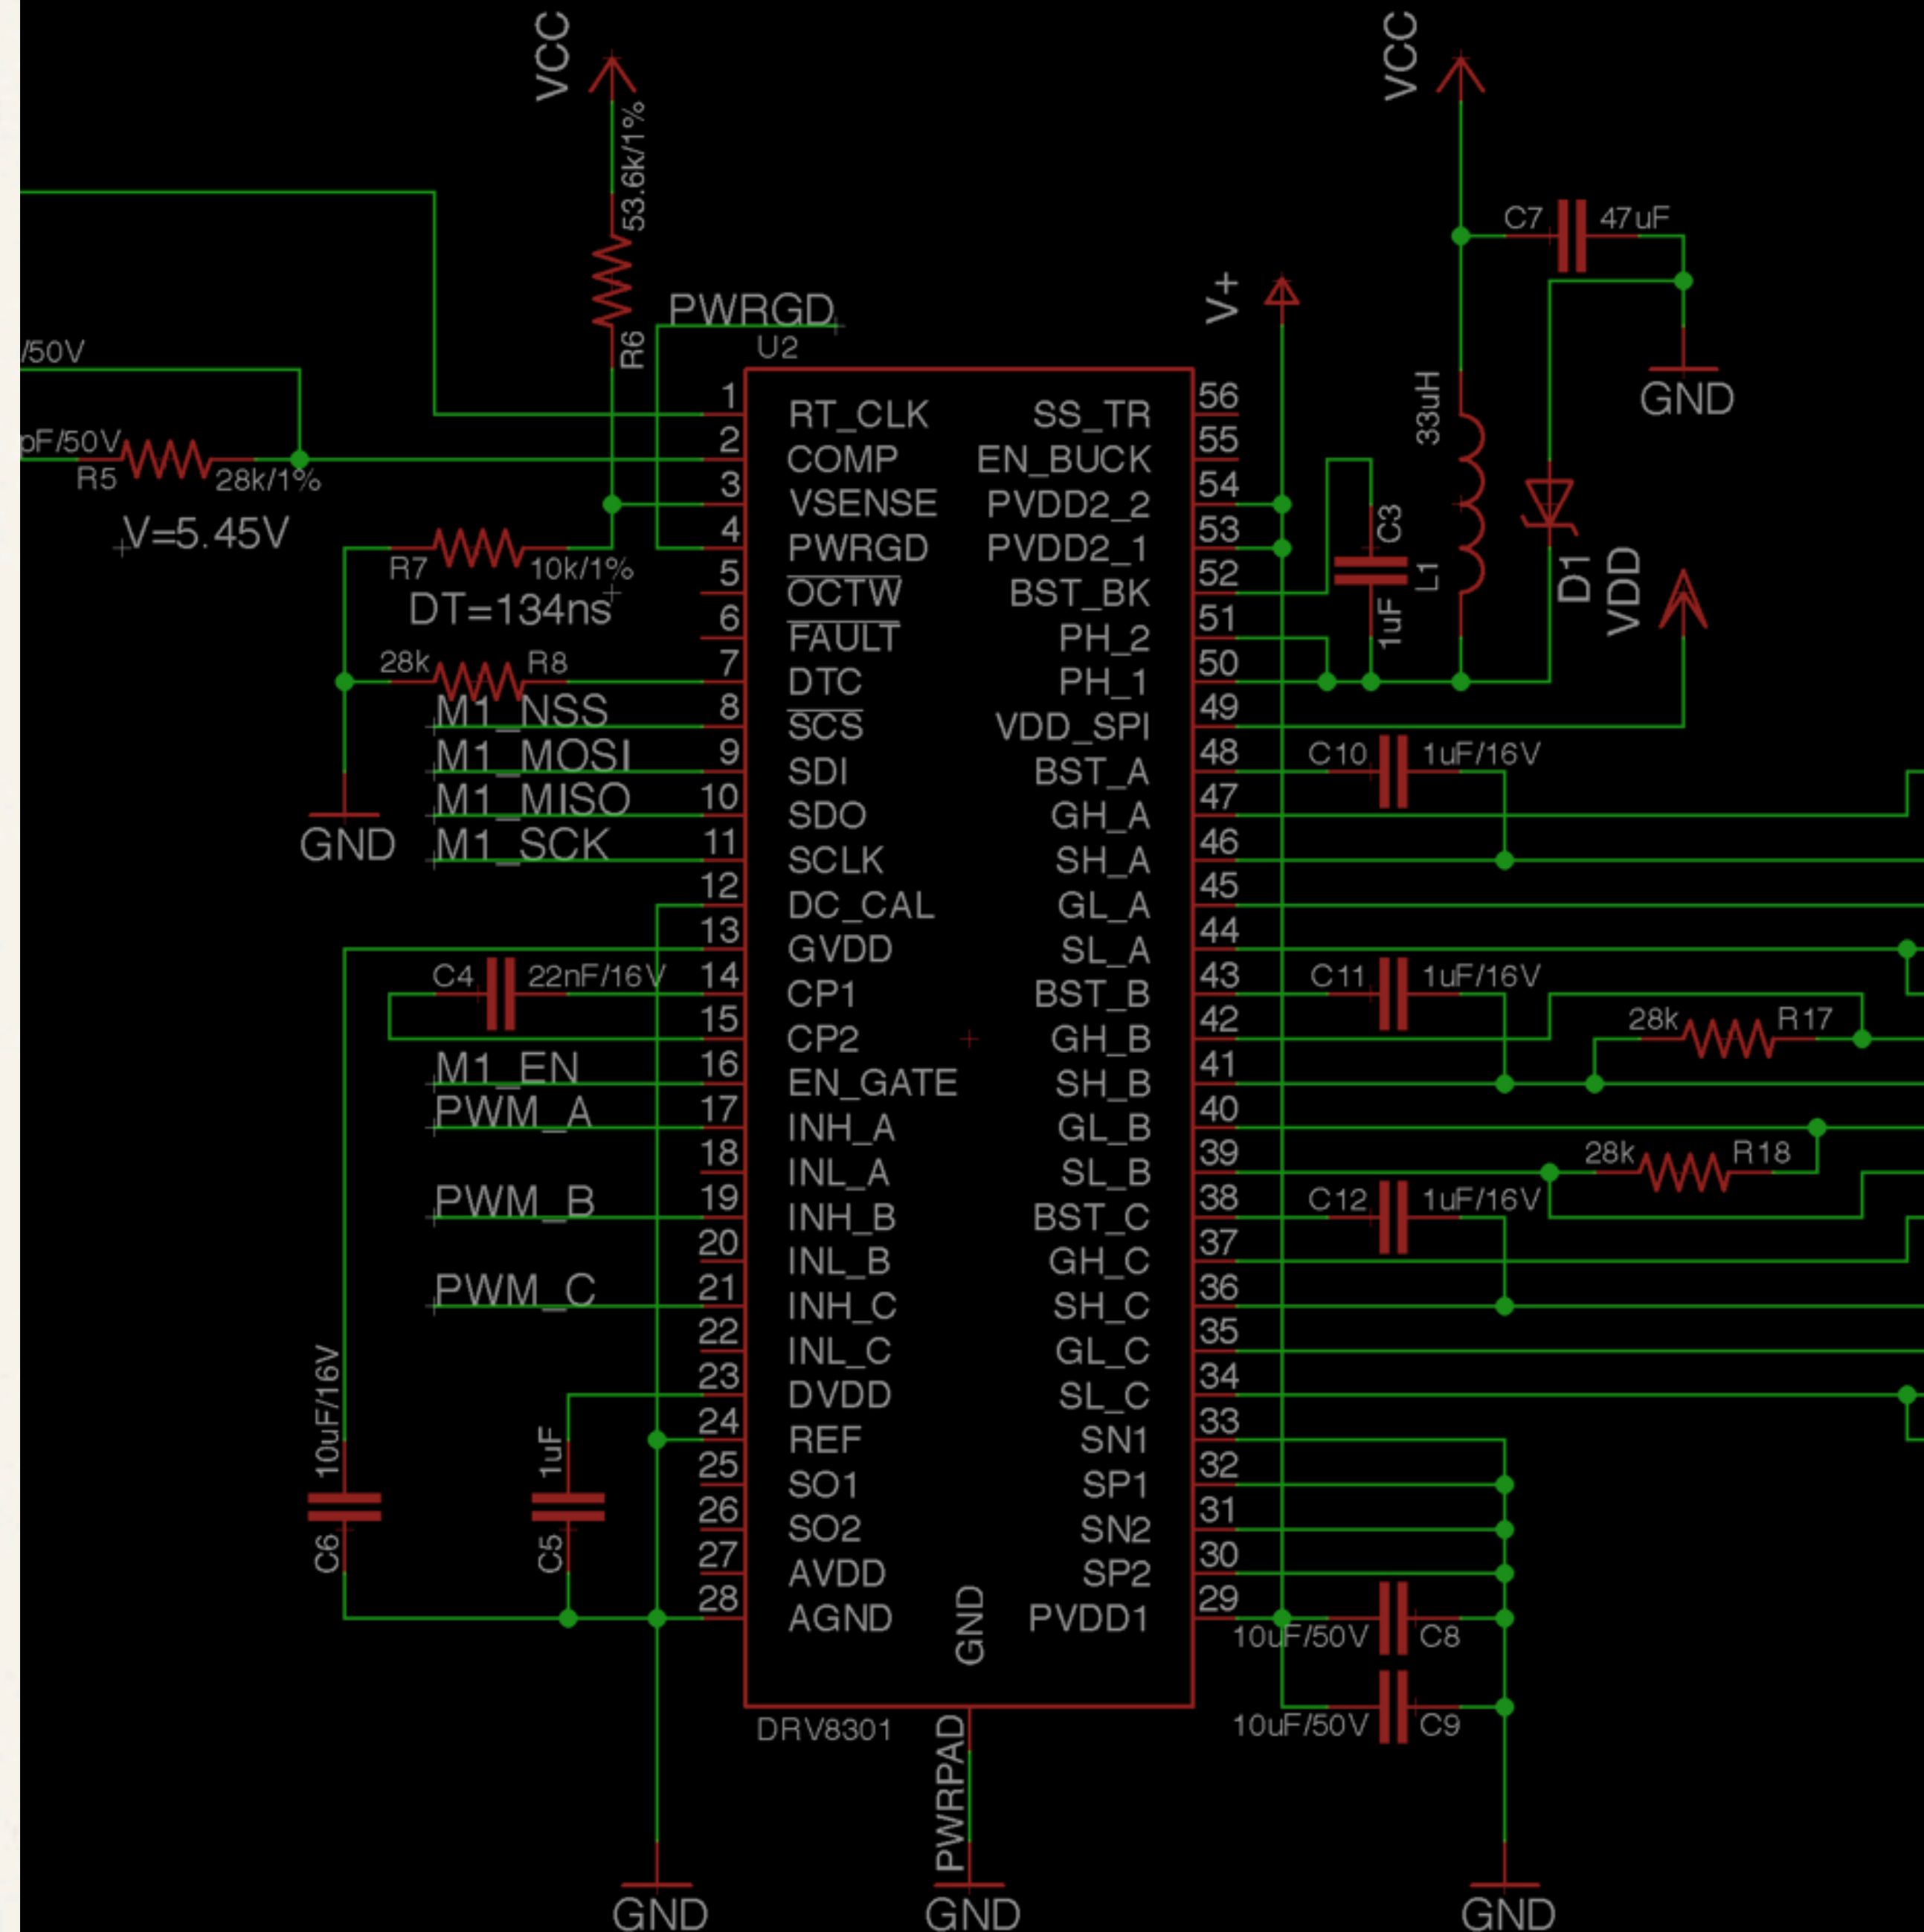 VCC
VCC
53.6k/1%
C7
47uF
V+
PWRGD
U2
R6
/50V
33uH
GND
pF/50V
R5
28k/1%
V=5.45V
R7
10k/1%
DT=134ns
28k
R8
C3
L1
1uF
D1
VDD
1
RT_CLK
SS_TR
56
2
COMP
EN_BUCK
55
3
VSENSE
PVDD2_2
54
4
PWRGD
PVDD2_1
53
5
OCTW
BST_BK
52
6
FAULT
PH_2
51
7
DTC
PH_1
50
M1_NSS
8
SCS
VDD_SPI
49
M1_MOSI
9
SDI
BST_A
48
C10
1uF/16V
M1_MISO
10
SDO
GH_A
47
GND
M1_SCK
11
SCLK
SH_A
46
12
DC_CAL
GL_A
45
13
GVDD
SL_A
44
C4
22nF/16V
14
CP1
BST_B
43
C11
1uF/16V
15
CP2
GH_B
42
28k
R17
M1_EN
16
EN_GATE
SH_B
41
PWM_A
17
INH_A
GL_B
40
18
INL_A
SL_B
39
28k
R18
PWM_B
19
INH_B
BST_C
38
C12
1uF/16V
20
INL_B
GH_C
37
PWM_C
21
INH_C
SH_C
36
22
INL_C
GL_C
35
23
DVDD
SL_C
34
10uF/16V
1uF
24
REF
SN1
33
25
SO1
SP1
32
C6
C5
26
SO2
SN2
31
27
AVDD
SP2
30
28
AGND
GND
PVDD1
29
10uF/50V
C8
DRV8301
PWRPAD
10uF/50V
C9
GND
GND
GND